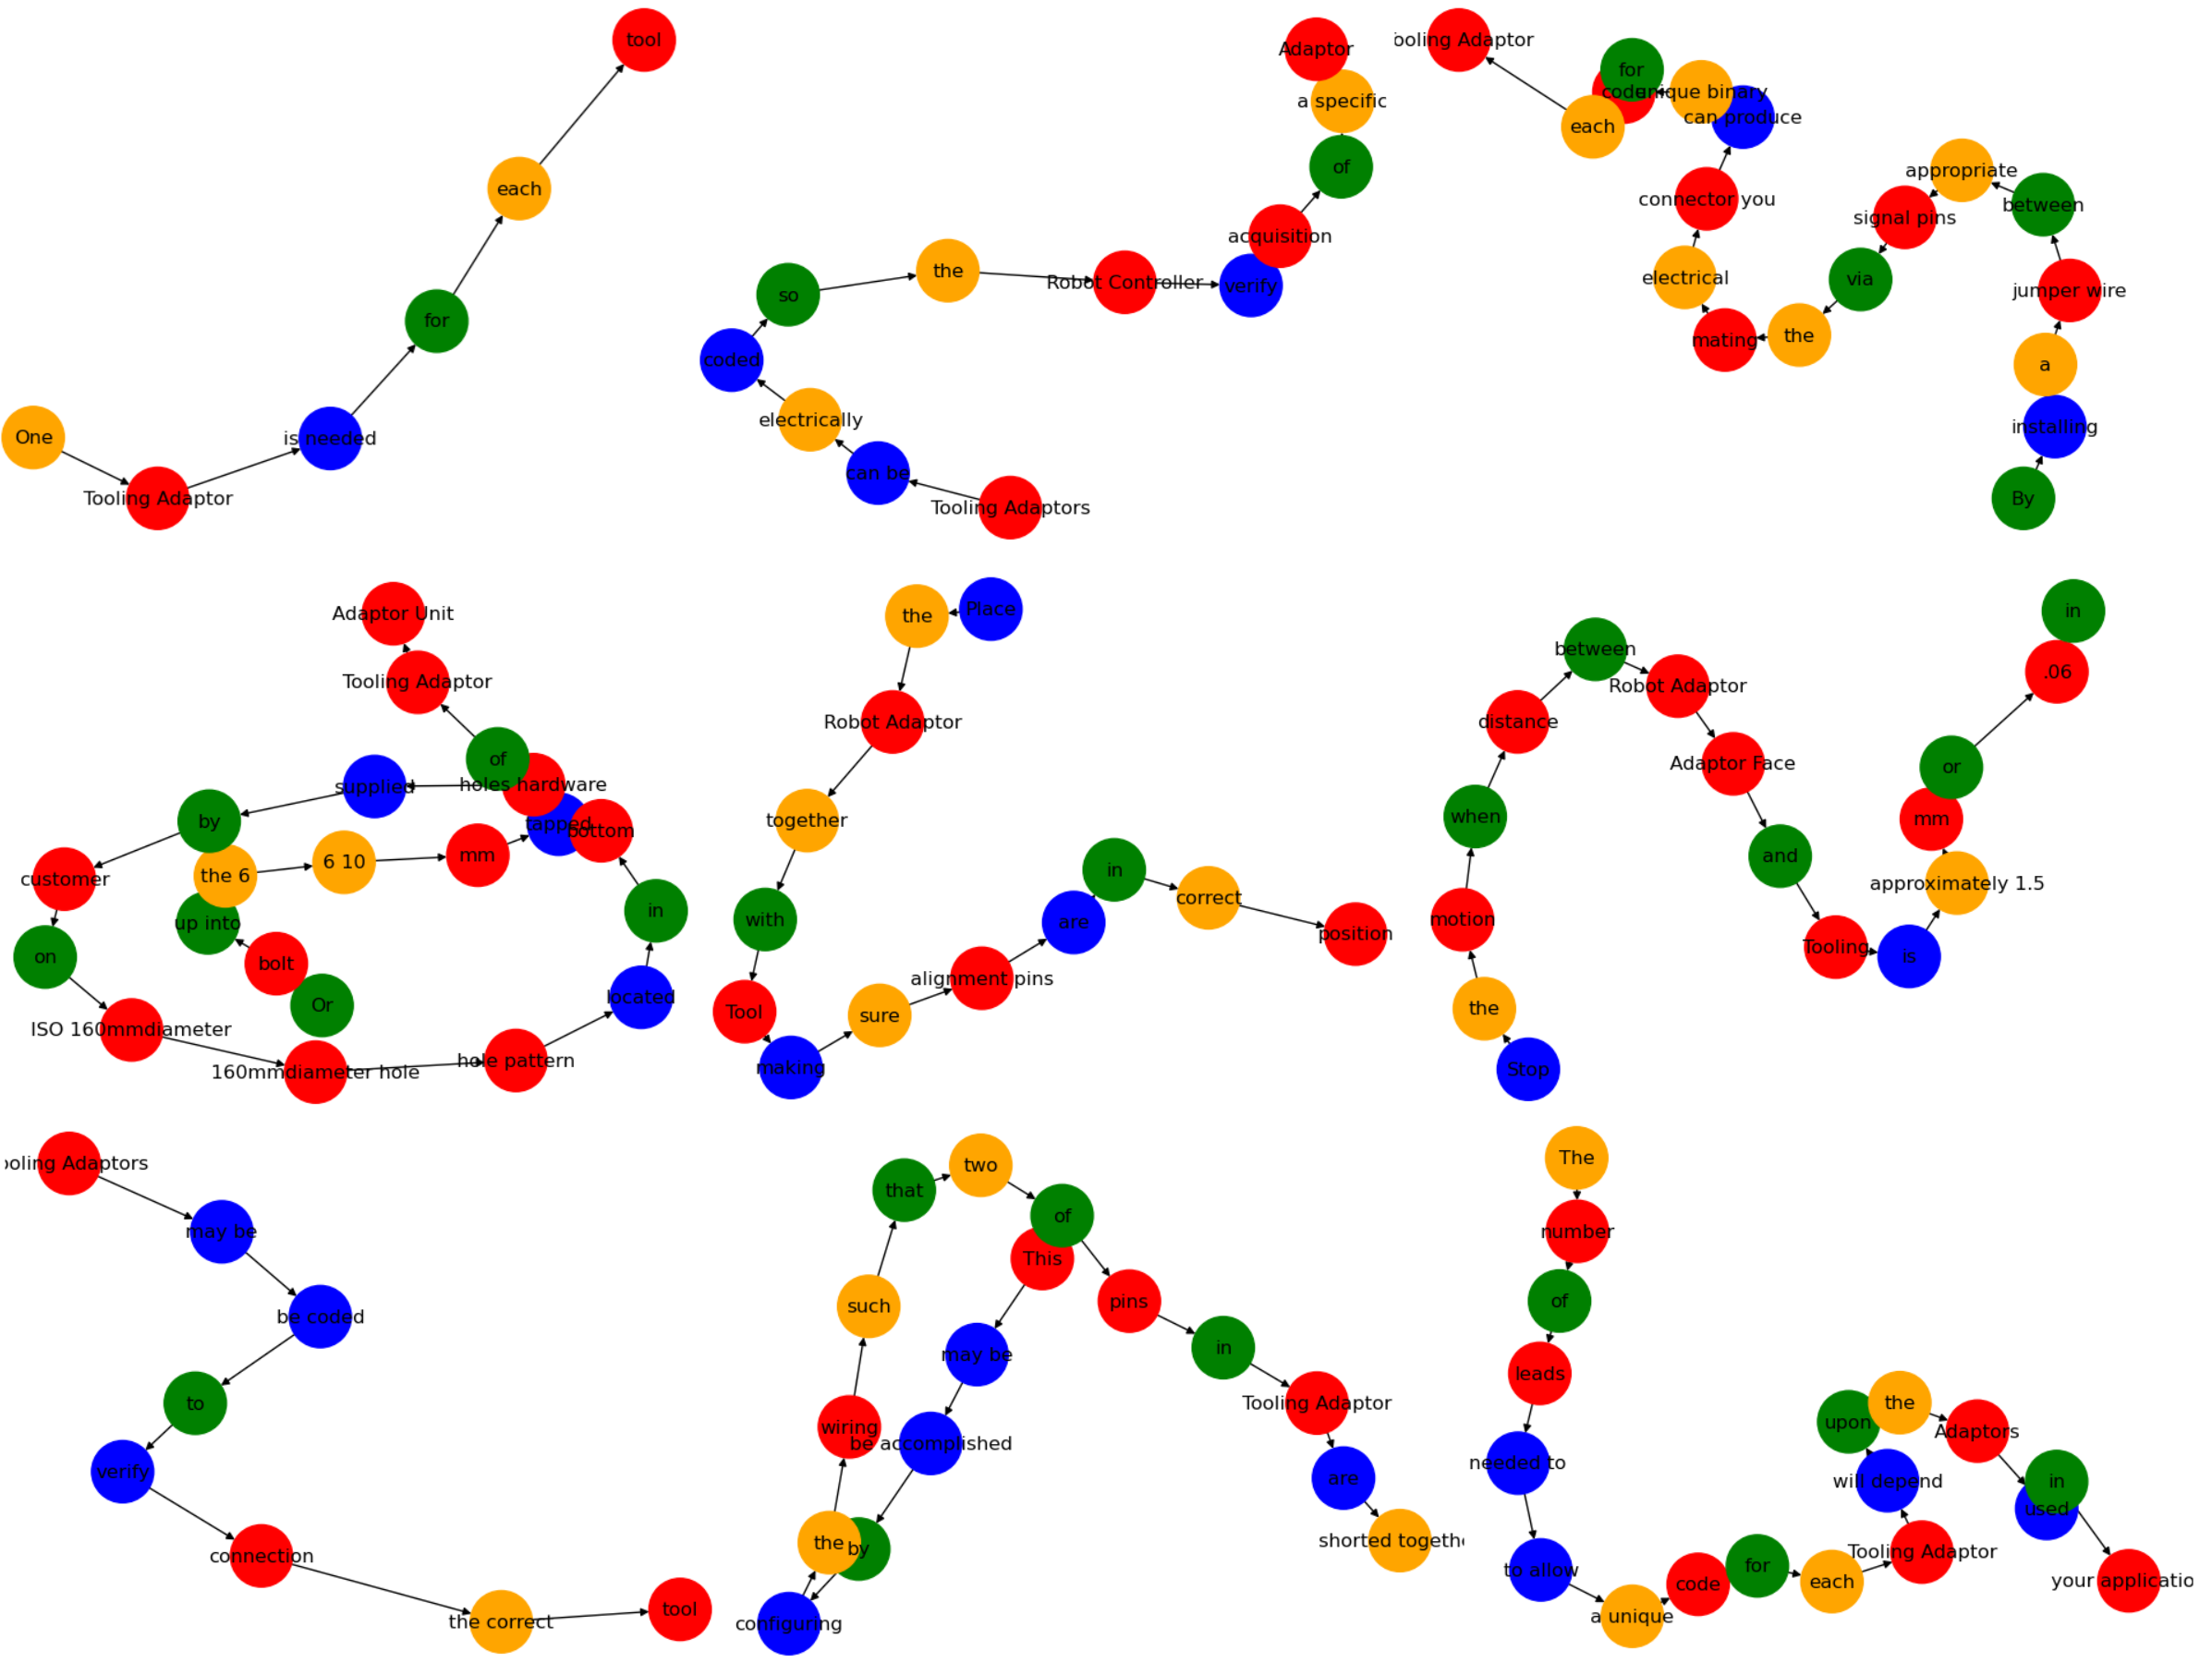 One
Tooling Adaptor
is needed
for
each
tool
Tooling Adaptors
can be
electrically
coded
so
the
Robot Controller
verify
acquisition
of
a specific
Adaptor
By
installing
a
jumper wire
between
appropriate
signal pins
via
the
mating
electrical
connector you
can produce
unique binary
code
for
each
ooling Adaptor
Or
bolt
up into
the 6
6 10
mm
tapped
holes hardware
supplied
by
customer
on
ISO 160mmdiameter
160mmdiameter hole
hole pattern
located
in
bottom
of
Tooling Adaptor
Adaptor Unit
Place
the
Robot Adaptor
together
with
Tool
making
sure
alignment pins
are
in
correct
position
Stop
the
motion
when
distance
between
Robot Adaptor
Adaptor Face
and
Tooling
is
approximately 1.5
mm
or
.06
in
ooling Adaptors
may be
be coded
to
verify
connection
the correct
tool
This
may be
be accomplished
by
configuring
the
wiring
such
that
two
of
pins
in
Tooling Adaptor
are
shorted togeth
The
number
of
leads
needed to
to allow
a unique
code
for
each
Tooling Adaptor
will depend
upon
the
Adaptors
used
in
your applicatio